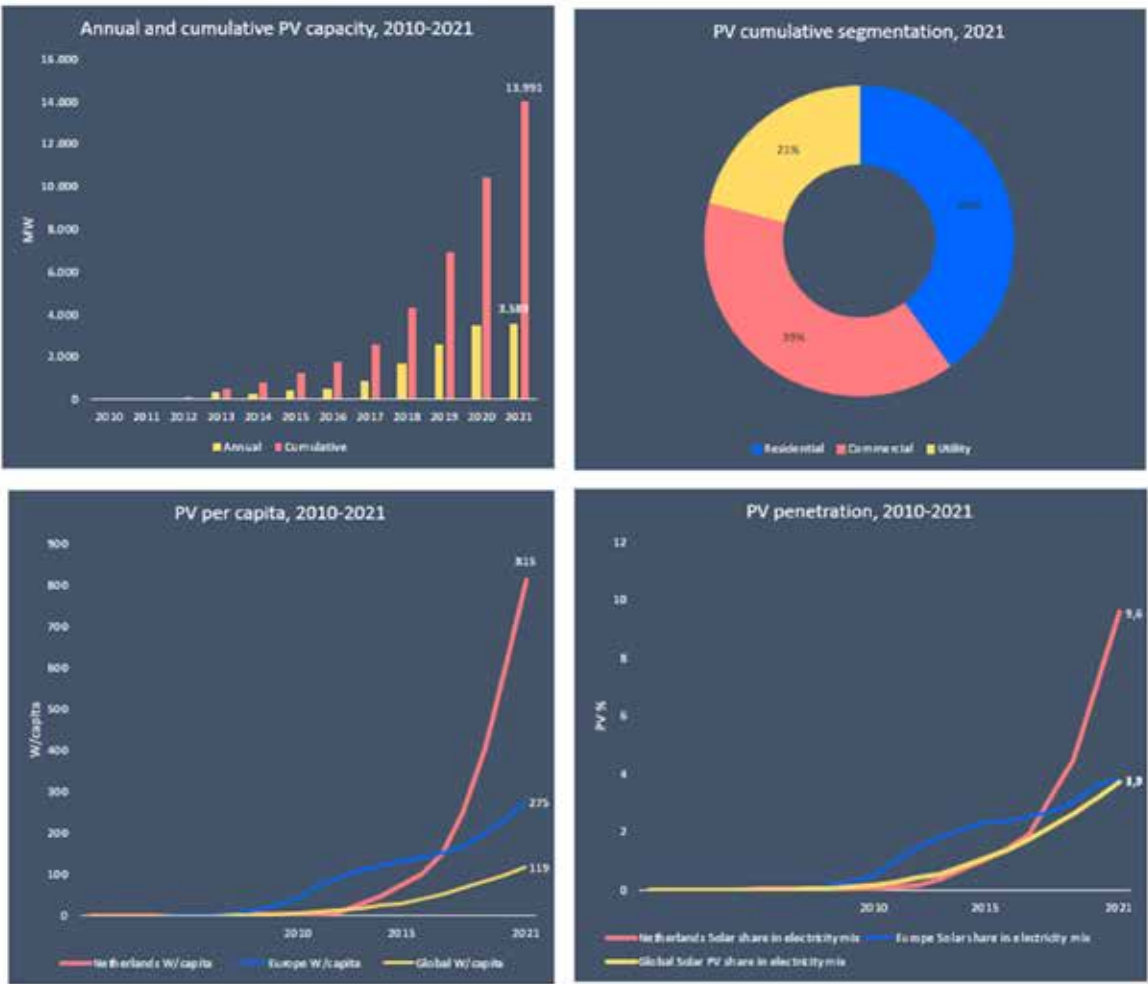 Annual and cumulative PV capacity, 2010-2021
16.000
14.000
12.000
10.000
8.000
6.000
4.000
2.000
0
MW
13.991
2010 2011 2012 2013 2014 2015 2016 2017 2018 2019 2020 2021
Annual Cumulative
PV cumulative segmentation, 2021
21%
39%
Residential Commercial Utility
PV per capita, 2010-2021
900
800
700
600
500
400
300
200
100
0
W/capita
815
275
119
2010 2015 2021
Netherlands W/capita Europe W/capita Global W/capita
PV penetration, 2010-2021
12
10
8
6
4
2
0
PV %
9,6
2010 2015 2021
Netherlands Solar share in electricity mix Europe Solar share in electricity mix
Global Solar PV share in electricity mix